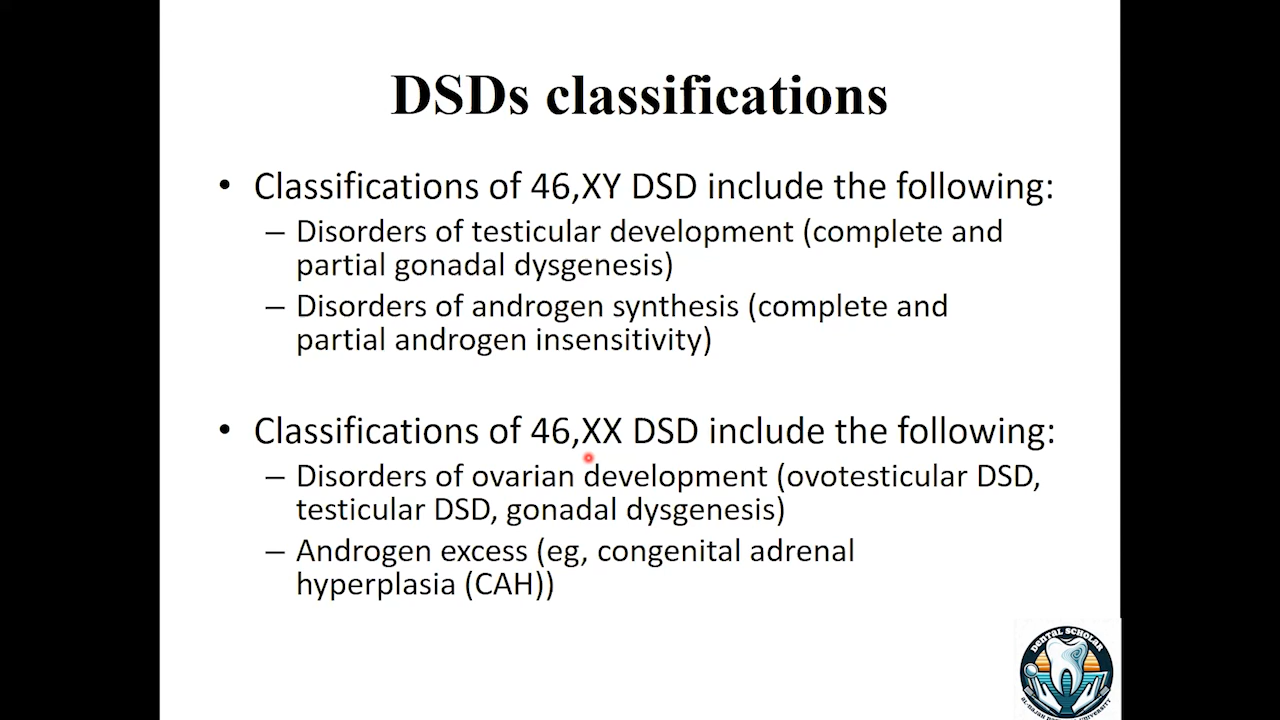 DSDs classifications
• Classifications of 46,XY DSD include the following:
– Disorders of testicular development (complete and
partial gonadal dysgenesis)
– Disorders of androgen synthesis (complete and
partial androgen insensitivity)
• Classifications of 46,XX DSD include the following:
– Disorders of ovarian development (ovotesticular DSD,
testicular DSD, gonadal dysgenesis)
– Androgen excess (eg, congenital adrenal
hyperplasia (CAH))
DENTAL SCHOLAR